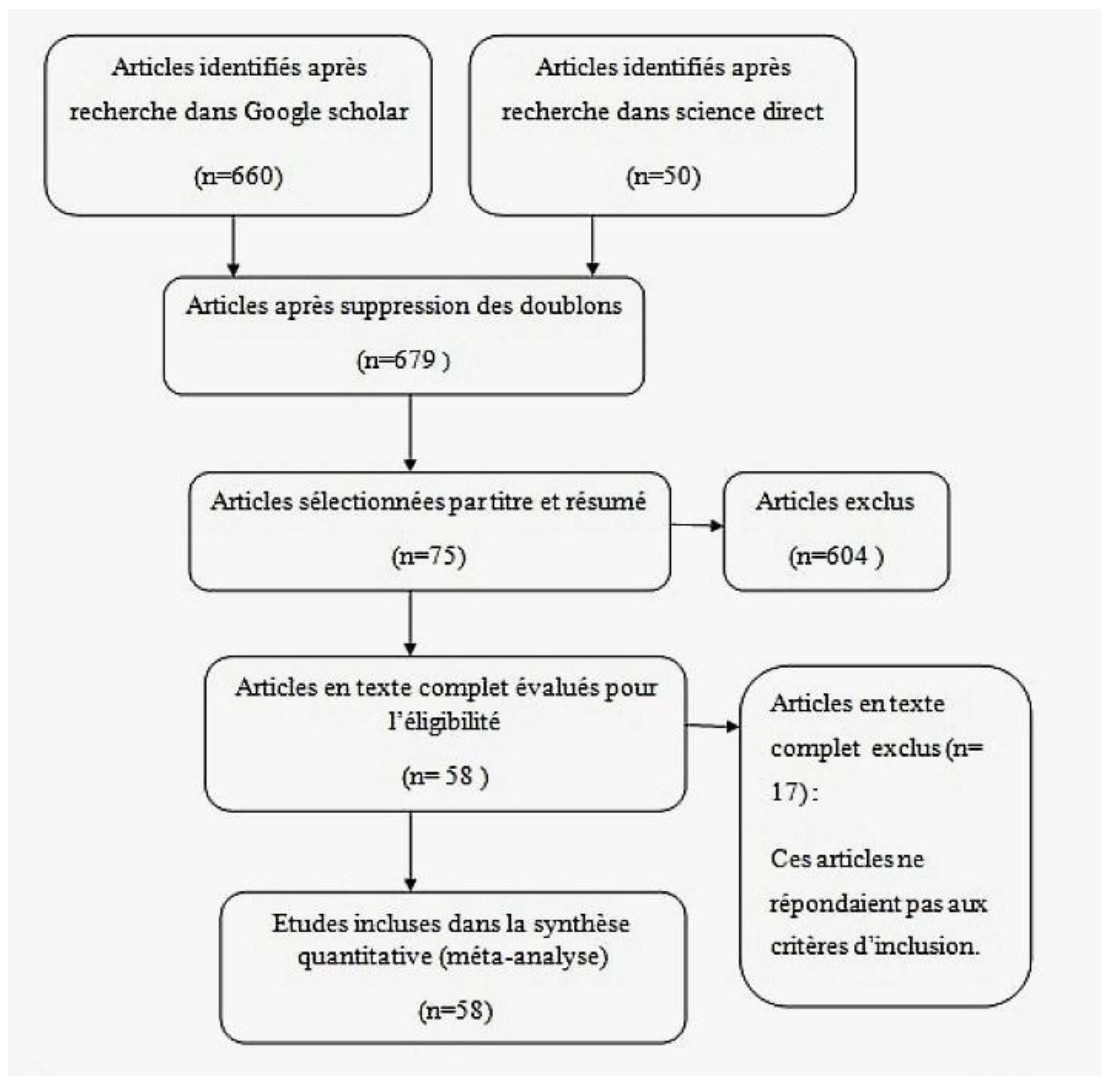 Articles identifiés après
recherche dans Google scholar
(n=660)
Articles identifiés après
recherche dans science direct
(n=50)
Articles après suppression des doublons
(n=679 )
Articles sélectionnées par titre et résumé
(n=75)
Articles exclus
(n=604 )
Articles en texte complet évalués pour
l'éligibilité
(n= 58 )
Articles en texte
complet exclus (n=
17) :
Ces articles ne
répondaient pas aux
critères d'inclusion.
Etudes incluses dans la synthèse
quantitative (méta-analyse)
(n=58)